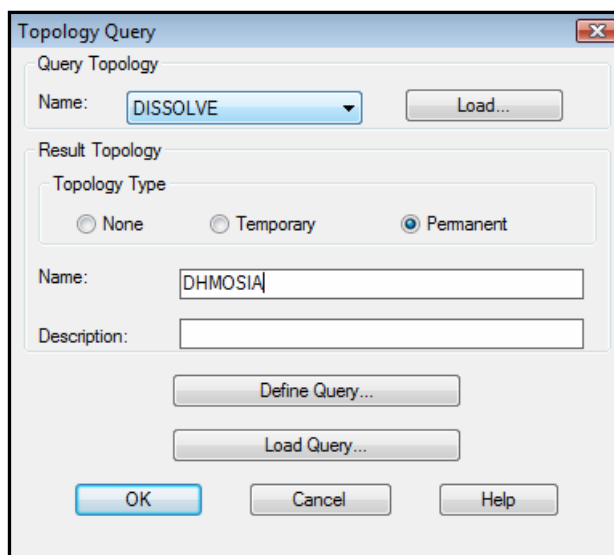 Topology Query
Query Topology
Name: DISSOLVE Load...
Result Topology
Topology Type
None Temporary Permanent
Name: DHMOSIA
Description:
Define Query...
Load Query...
OK Cancel Help